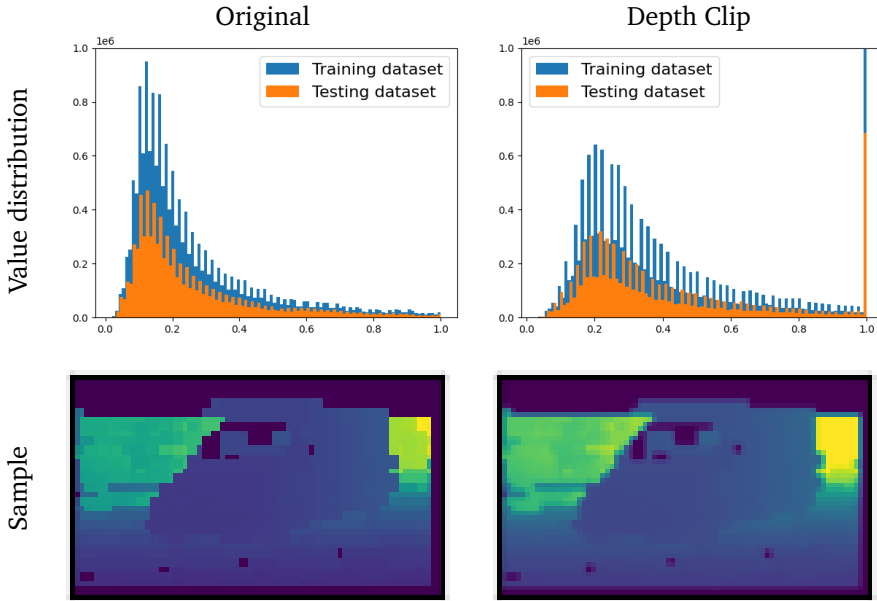 Original
Depth Clip
Value distribution
1e6
1.0
0.8
0.6
0.4
0.2
0.0
0.0 0.2 0.4 0.6 0.8 1.0
Training dataset
Testing dataset
1e6
1.0
0.8
0.6
0.4
0.2
0.0
0.0 0.2 0.4 0.6 0.8 1.0
Training dataset
Testing dataset
Sample